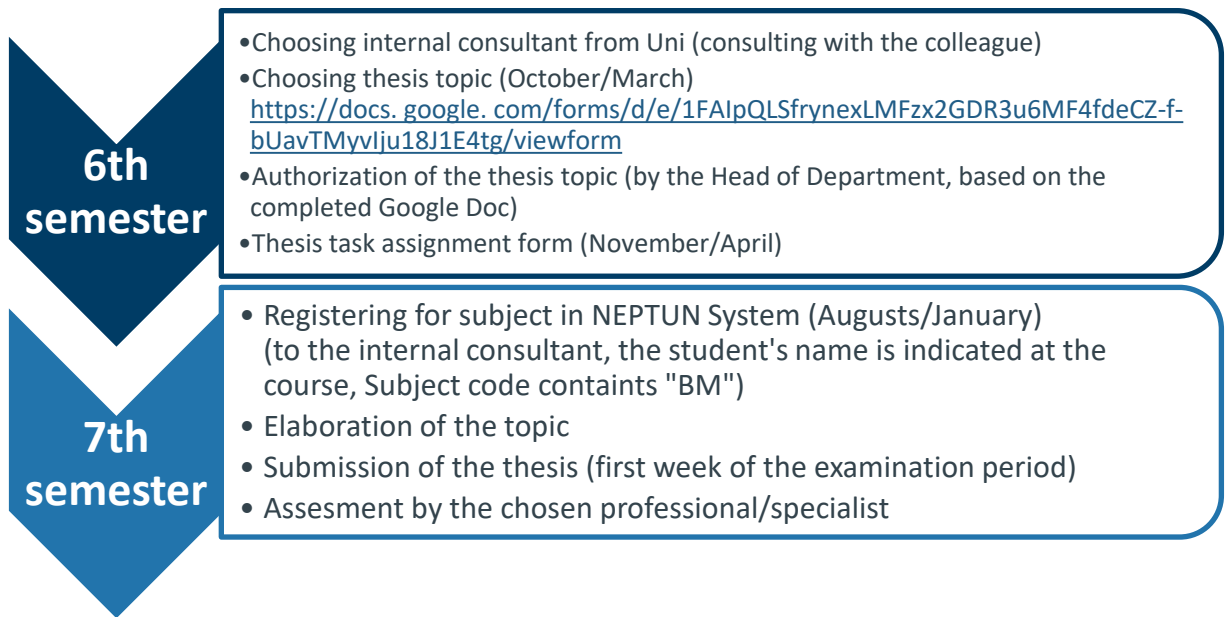 6th
semester
•Choosing internal consultant from Uni (consulting with the colleague)
•Choosing thesis topic (October/March)
https://docs. google. com/forms/d/e/1FAIpQLSfrynexLMFzx2GDR3u6MF4fdeCZ-f-
bUavTMyvIju18J1E4tg/viewform
•Authorization of the thesis topic (by the Head of Department, based on the
completed Google Doc)
•Thesis task assignment form (November/April)
7th
semester
• Registering for subject in NEPTUN System (Augusts/January)
(to the internal consultant, the student's name is indicated at the
course, Subject code containts "BM")
• Elaboration of the topic
• Submission of the thesis (first week of the examination period)
• Assesment by the chosen professional/specialist